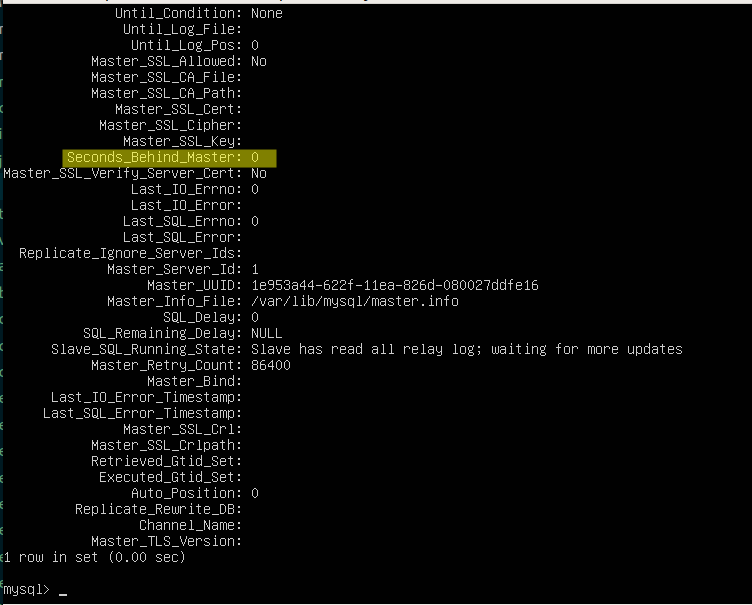 Until_Condition: None
Until_Log_File:
Until_Log_Pos: 0
Master_SSL_Allowed: No
Master_SSL_CA_File:
Master_SSL_CA_Path:
Master_SSL_Cert:
Master_SSL_Cipher:
Master_SSL_Key:
Seconds_Behind_Master: 0
Master_SSL_Verify_Server_Cert: No
Last_IO_Errno: 0
Last_IO_Error:
Last_SQL_Errno: 0
Last_SQL_Error:
Replicate_Ignore_Server_Ids:
Master_Server_Id: 1
Master_UUID: 1e953a44-622f-11ea-826d-080027ddfe16
Master_Info_File: /var/lib/mysql/master.info
SQL_Delay: 0
SQL_Remaining_Delay: NULL
Slave_SQL_Running_State: Slave has read all relay log; waiting for more updates
Master_Retry_Count: 86400
Master_Bind:
Last_IO_Error_Timestamp:
Last_SQL_Error_Timestamp:
Master_SSL_Crl:
Master_SSL_Crlpath:
Retrieved_Gtid_Set:
Executed_Gtid_Set:
Auto_Position: 0
Replicate_Rewrite_DB:
Channel_Name:
Master_TLS_Version:
1 row in set (0.00 sec)
mysql> _